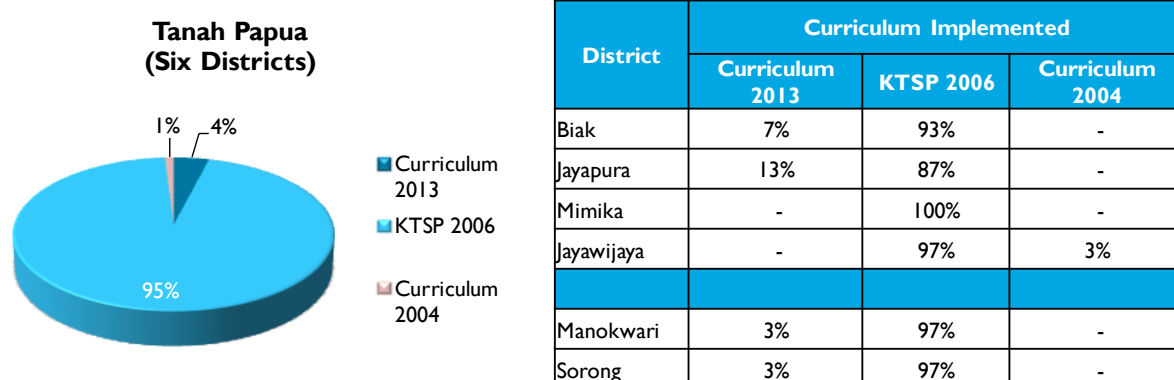 Tanah Papua
(Six Districts)
1%
4%
95%
Curriculum
2013
KTSP 2006
Curriculum
2004
District
Curriculum Implemented
Curriculum
2013
KTSP 2006
Curriculum
2004
Biak 7% 93% -
Jayapura 13% 87% -
Mimika - 100% -
Jayawijaya - 97% 3%
Manokwari 3% 97% -
Sorong 3% 97% -